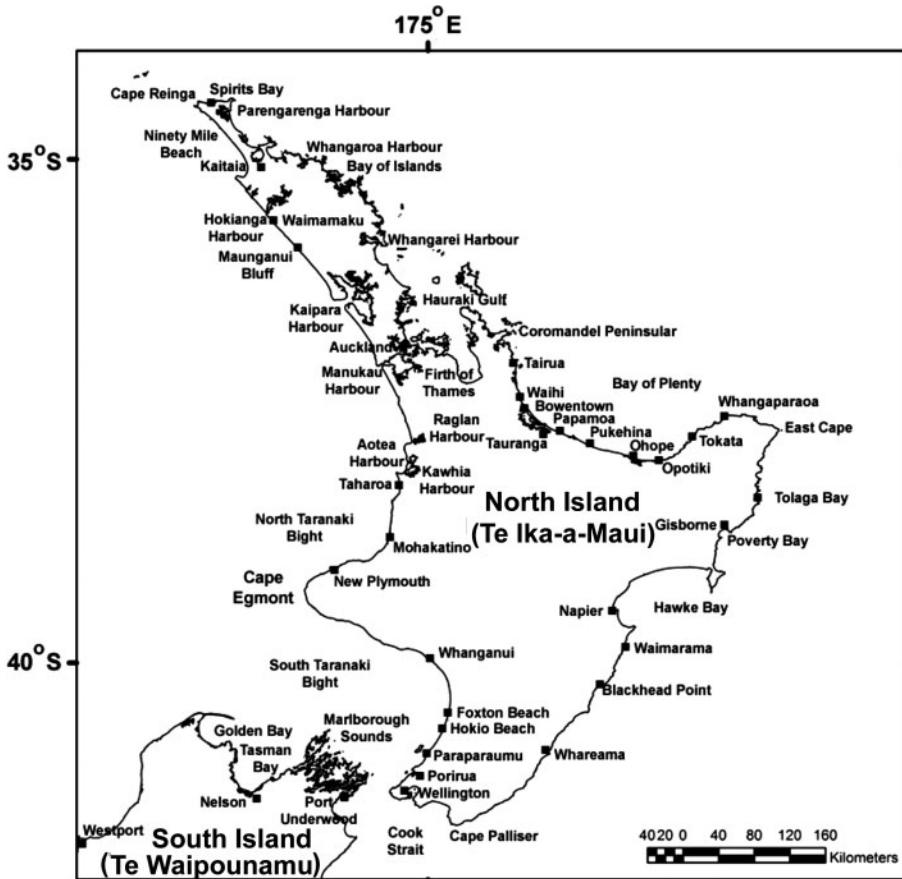 175°E
Spirits Bay
Cape Reinga
Parengarenga Harbour
Ninety Mile
Beach
Whangaroa Harbour
35°S
Kaitaia
Bay of Islands
Hokianga
Harbour
Waimamaku
Whangarei Harbour
Maunganui
Bluff
Hauraki Gulf
Kaipara
Harbour
Coromandel Peninsular
Auckland
Tairua
Manukau
Harbour
Firth of
Thames
Bay of Plenty
Waihi
Whangaparaoa
Bowentown
Papamoa
East Cape
Raglan
Harbour
Tauranga
Pukehina
Tokata
Aotea
Harbour
Ohope
Opotiki
Kawhia
Harbour
Taharoa
North Island
(Te Ika-a-Maui)
Tolaga Bay
North Taranaki
Bight
Gisborne
Mohakatino
Poverty Bay
Cape
Egmont
New Plymouth
Napier
Hawke Bay
Waimarama
Whanganui
40°S
South Taranaki
Bight
Blackhead Point
Foxton Beach
Marlborough
Sounds
Golden Bay
Hokio Beach
Tasman
Bay
Paraparaumu
Whareama
Porirua
Wellington
Nelson
Port
Underwood
Westport
South Island
(Te Waipounamu)
Cook
Strait
Cape Palliser
40 20 0 40 80 120 160
Kilometers